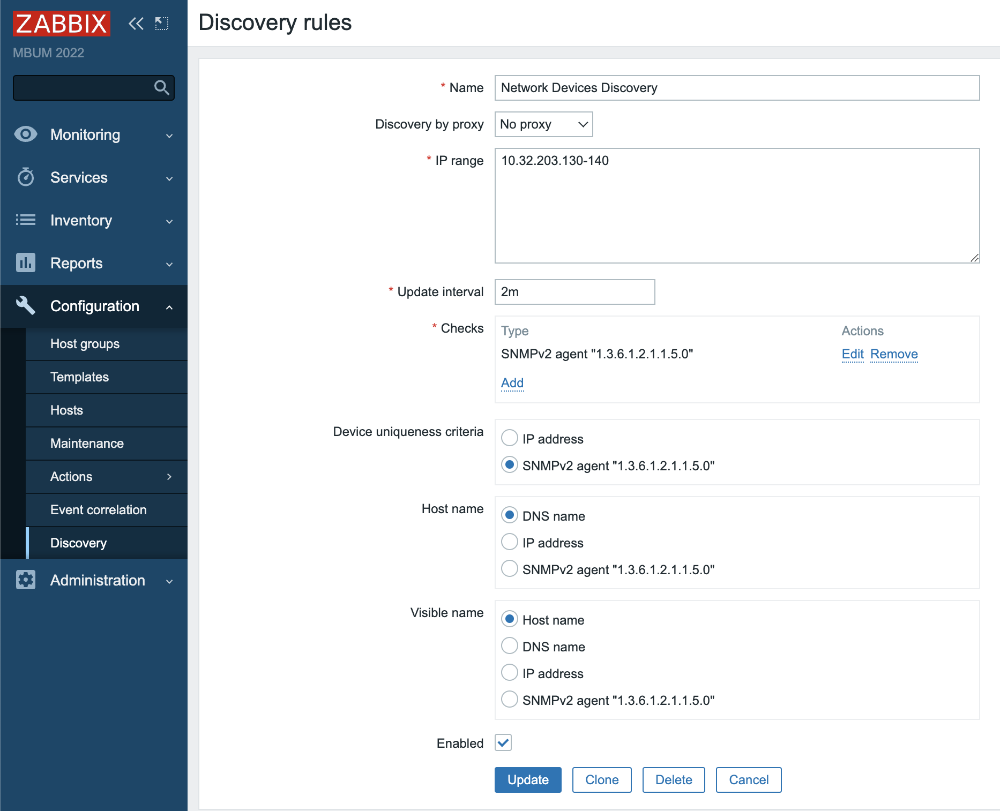 ZABBIX
MBUM 2022
Monitoring
Services
Inventory
Reports
Configuration
Host groups
Templates
Hosts
Maintenance
Actions
Event correlation
Discovery
Administration
Discovery rules
* Name
Network Devices Discovery
Discovery by proxy
No proxy
* IP range
10.32.203.130-140
* Update interval
2m
* Checks
Type Actions
SNMPv2 agent "1.3.6.1.2.1.1.5.0" Edit Remove
Add
Device uniqueness criteria
IP address
SNMPv2 agent "1.3.6.1.2.1.1.5.0"
Host name
DNS name
IP address
SNMPv2 agent "1.3.6.1.2.1.1.5.0"
Visible name
Host name
DNS name
IP address
SNMPv2 agent "1.3.6.1.2.1.1.5.0"
Enabled
Update Clone Delete Cancel